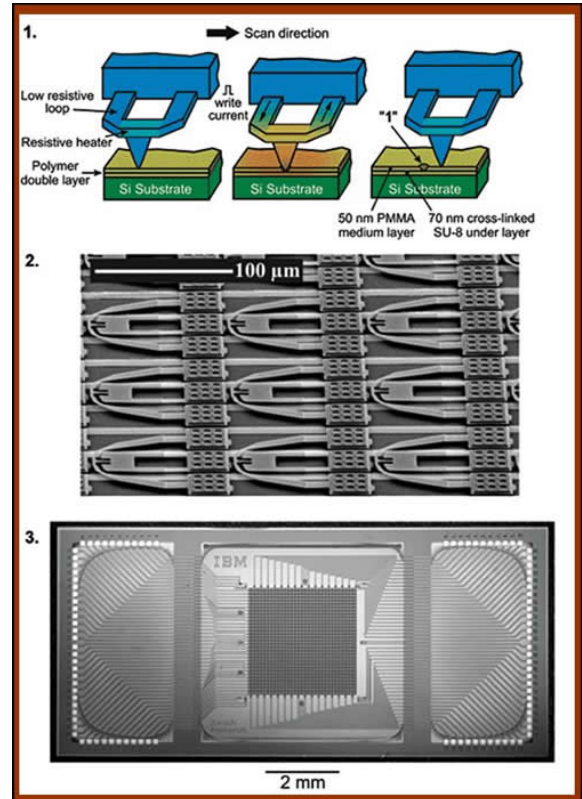 1.
Scan direction
Low resistive
loop
write
current
"1"
Resistive heater
Polymer
double layer
Si Substrate
Si Substrate
Si Substrate
50 nm PMMA
medium layer
70 nm cross-linked
SU-8 under layer
2.
100 µm
3.
IBM
2 mm